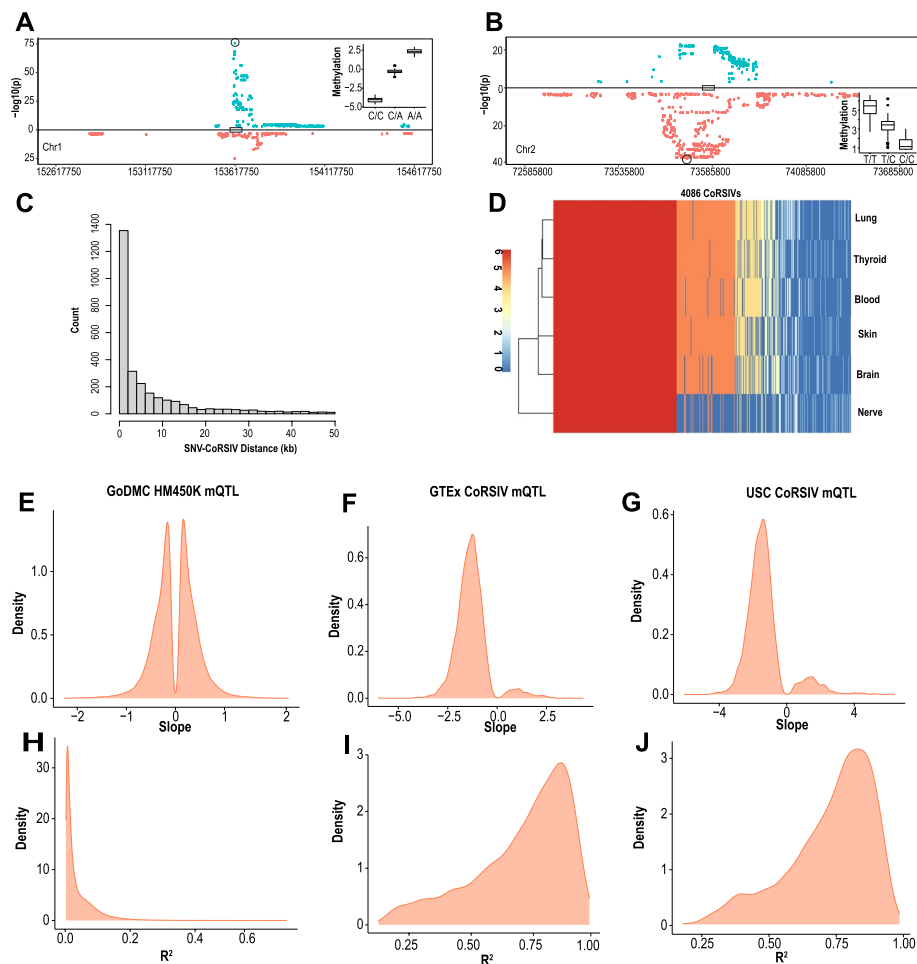 A
75
50
25
0
25
−log10(p)
Chr1
152617750
153117750
153617750
154417750
154617750
Methylation
2.5
0.0
−2.5
−5.0
C/C
C/A
A/A
B
20
0
20
40
−log10(p)
Chr2
72585800
73535800
73585800
74085800
73685800
Methylation
5
3
1
T/T
T/C
C/C
C
Count
1400
1200
1000
800
600
400
200
0
0
10
20
30
40
50
SNV-CoRSIV Distance (kb)
D
4086 CoRSIVs
6
5
4
3
2
1
0
Lung
Thyroid
Blood
Skin
Brain
Nerve
E
GoDMC HM450K mQTL
Density
1.0
0.5
0.0
−2
−1
0
1
2
Slope
F
GTEx CoRSIV mQTL
Density
0.6
0.4
0.2
0.0
−5.0
−2.5
0
2.5
Slope
G
USC CoRSIV mQTL
Density
0.6
0.4
0.2
0.0
−4
0
4
Slope
H
Density
30
20
10
0
0.0
0.2
0.4
0.6
R²
I
Density
3
2
1
0
0.25
0.50
0.75
1.00
R²
J
Density
3
2
1
0
0.25
0.50
0.75
1.00
R²